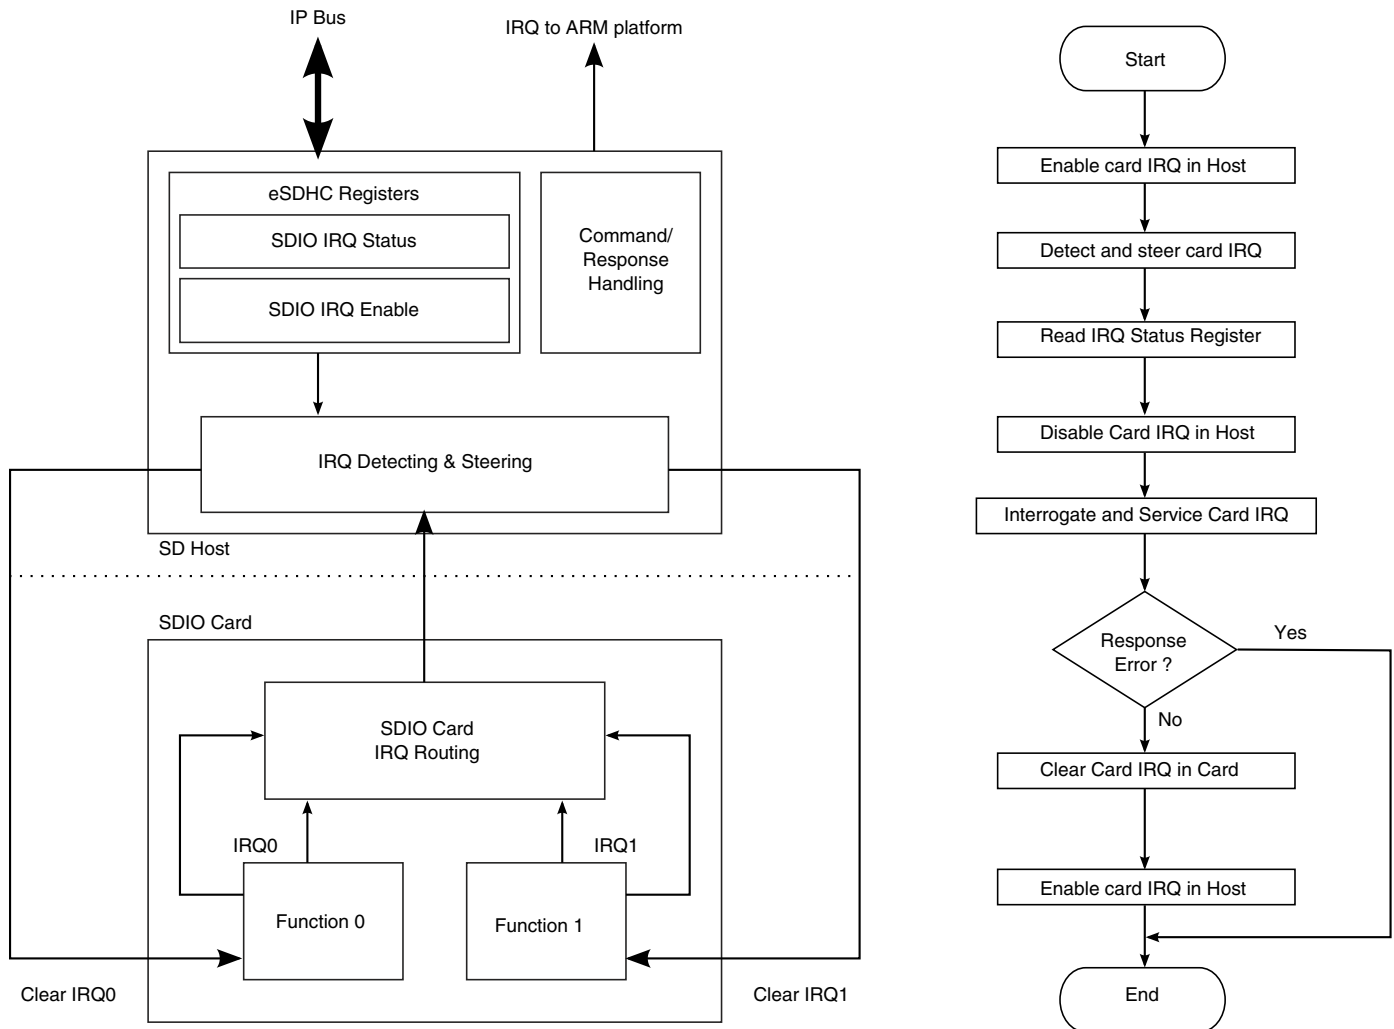 IP Bus
IRQ to ARM platform
eSDHC Registers
SDIO IRQ Status
SDIO IRQ Enable
Command/
Response
Handling
IRQ Detecting & Steering
SD Host
SDIO Card
SDIO Card
IRQ Routing
IRQ0
IRQ1
Function 0
Function 1
Clear IRQ0
Clear IRQ1
Start
Enable card IRQ in Host
Detect and steer card IRQ
Read IRQ Status Register
Disable Card IRQ in Host
Interrogate and Service Card IRQ
Response
Error ?
Yes
No
Clear Card IRQ in Card
Enable card IRQ in Host
End